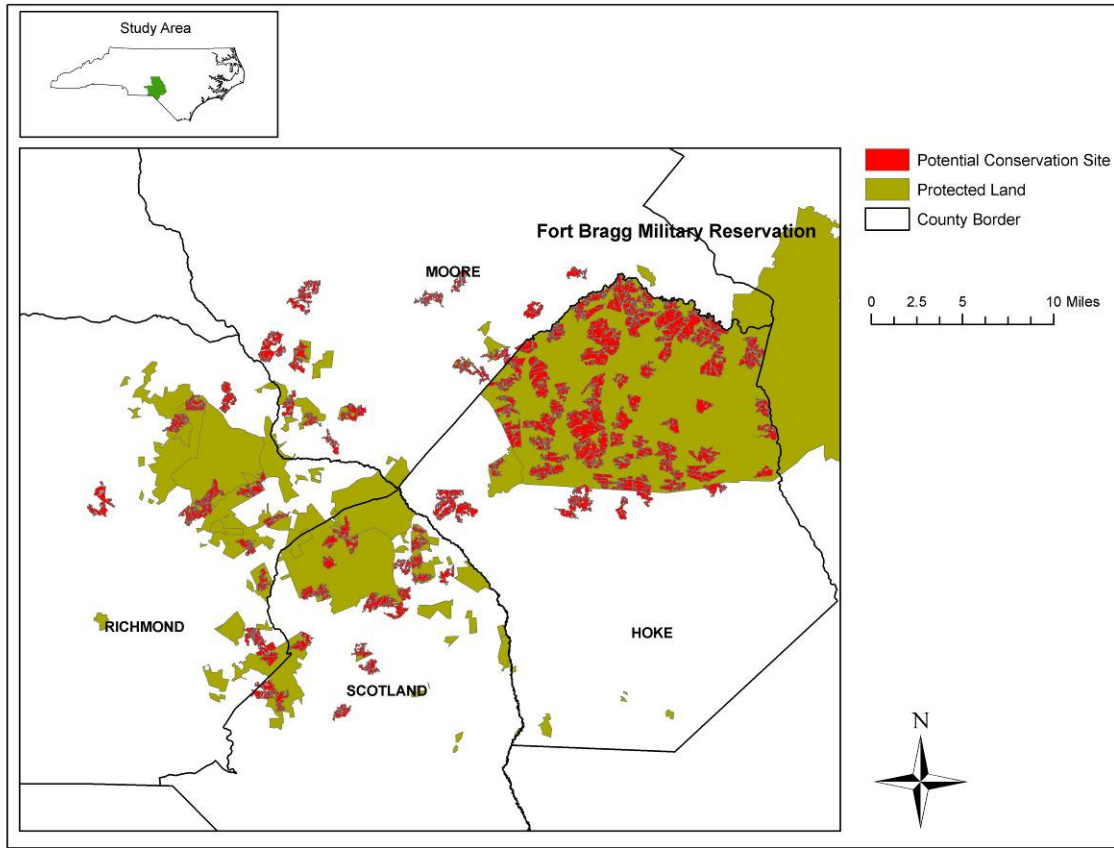 Study Area
Potential Conservation Site
Protected Land
County Border
Fort Bragg Military Reservation
MOORE
0 2.5 5 10 Miles
RICHMOND
HOKE
SCOTLAND
N